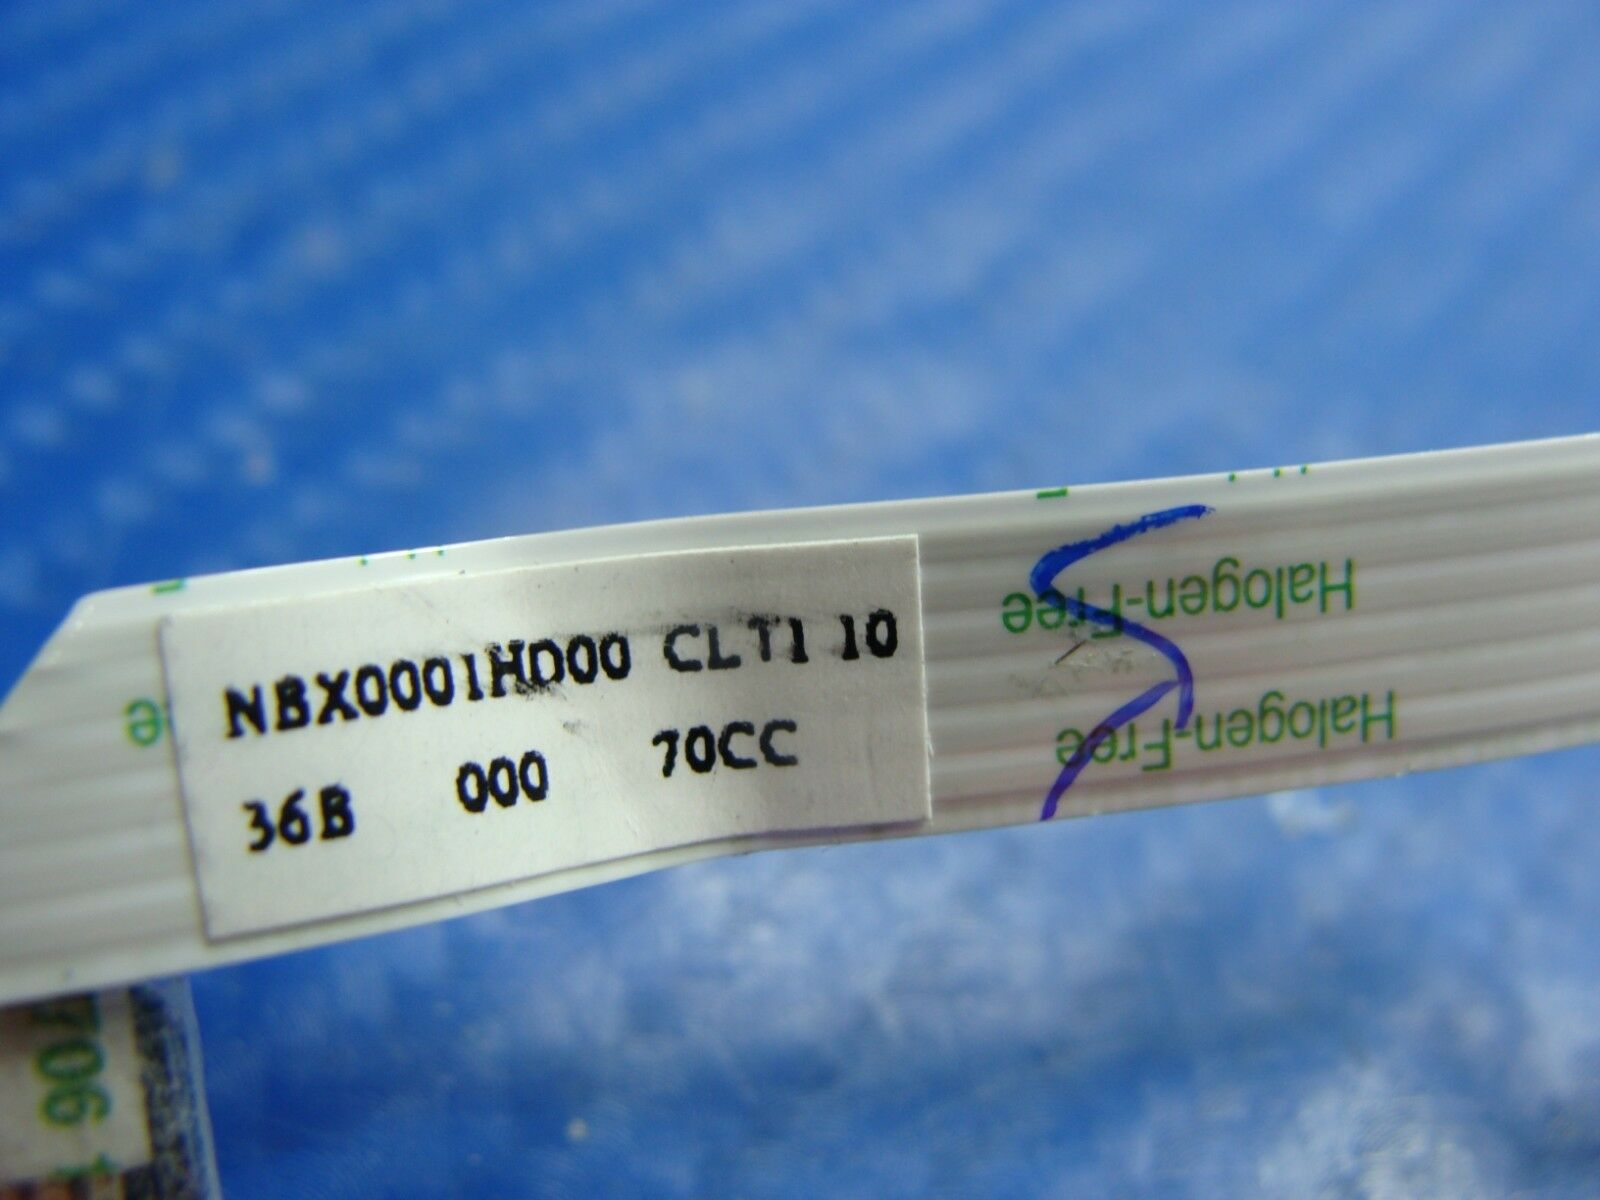 NBX0001HD00 CLT1 10
36B 000 70CC
Halogen-Free
Halogen-Free